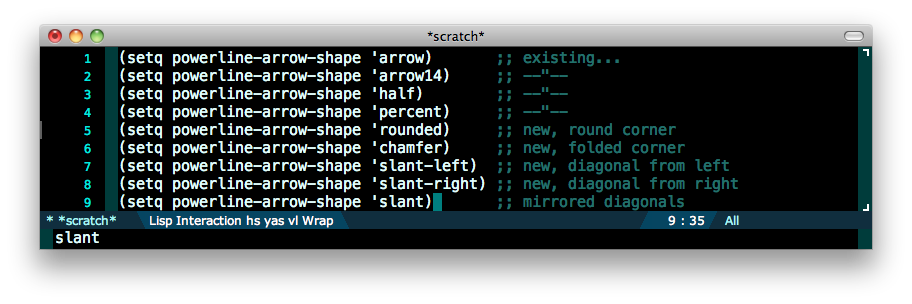 *scratch*
1 (setq powerline-arrow-shape 'arrow) ;; existing...
2 (setq powerline-arrow-shape 'arrow14) ;; --"--
3 (setq powerline-arrow-shape 'half) ;; --"--
4 (setq powerline-arrow-shape 'percent) ;; --"--
5 (setq powerline-arrow-shape 'rounded) ;; new, round corner
6 (setq powerline-arrow-shape 'chamfer) ;; new, folded corner
7 (setq powerline-arrow-shape 'slant-left) ;; new, diagonal from left
8 (setq powerline-arrow-shape 'slant-right) ;; new, diagonal from right
9 (setq powerline-arrow-shape 'slant) ;; mirrored diagonals
* *scratch* Lisp Interaction hs yas vl Wrap 9 : 35 All
slant